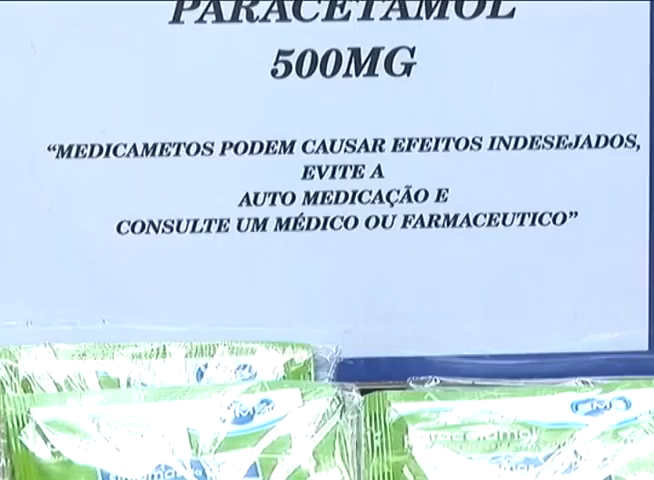 PARACETAMOL
500MG
“MEDICAMETOS PODEM CAUSAR EFEITOS INDESEJADOS,
EVITE A
AUTO MEDICAÇÃO E
CONSULTE UM MÉDICO OU FARMACEUTICO”